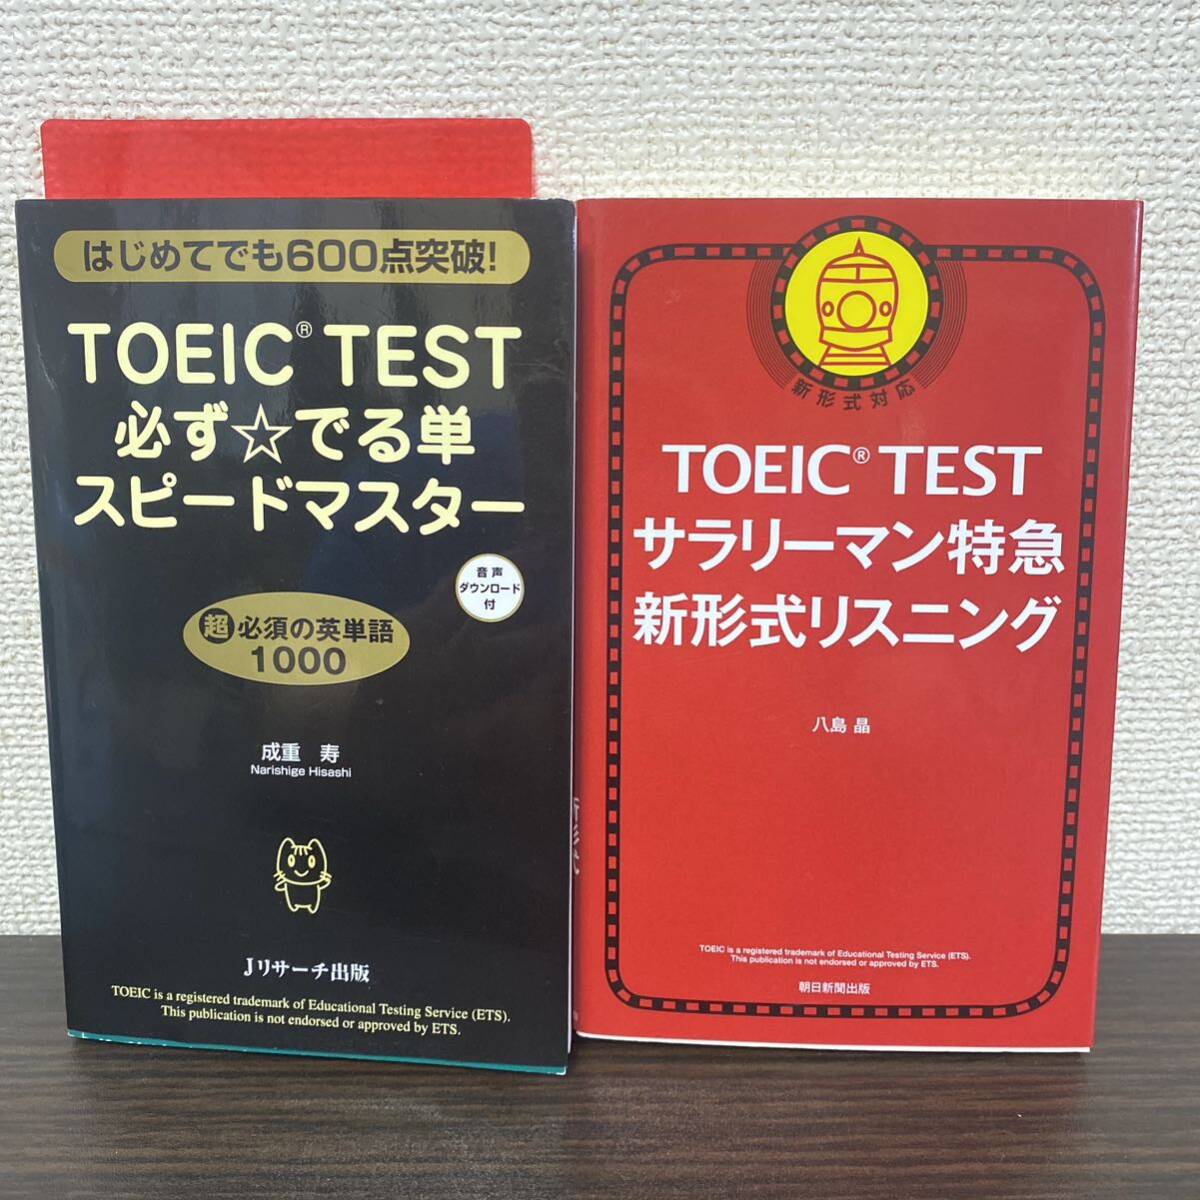 はじめてでも600点突破!
TOEIC® TEST
必ず☆でる単
スピードマスター
音声
ダウンロード
付
超必須の英単語
1000
成重 寿
Narishige Hisashi
Jリサーチ出版
TOEIC is a registered trademark of Educational Testing Service (ETS).
This publication is not endorsed or approved by ETS.
新形式対応
TOEIC® TEST
サラリーマン特急
新形式リスニング
八島 晶
TOEIC is a registered trademark of Educational Testing Service (ETS).
This publication is not endorsed or approved by ETS.
朝日新聞出版